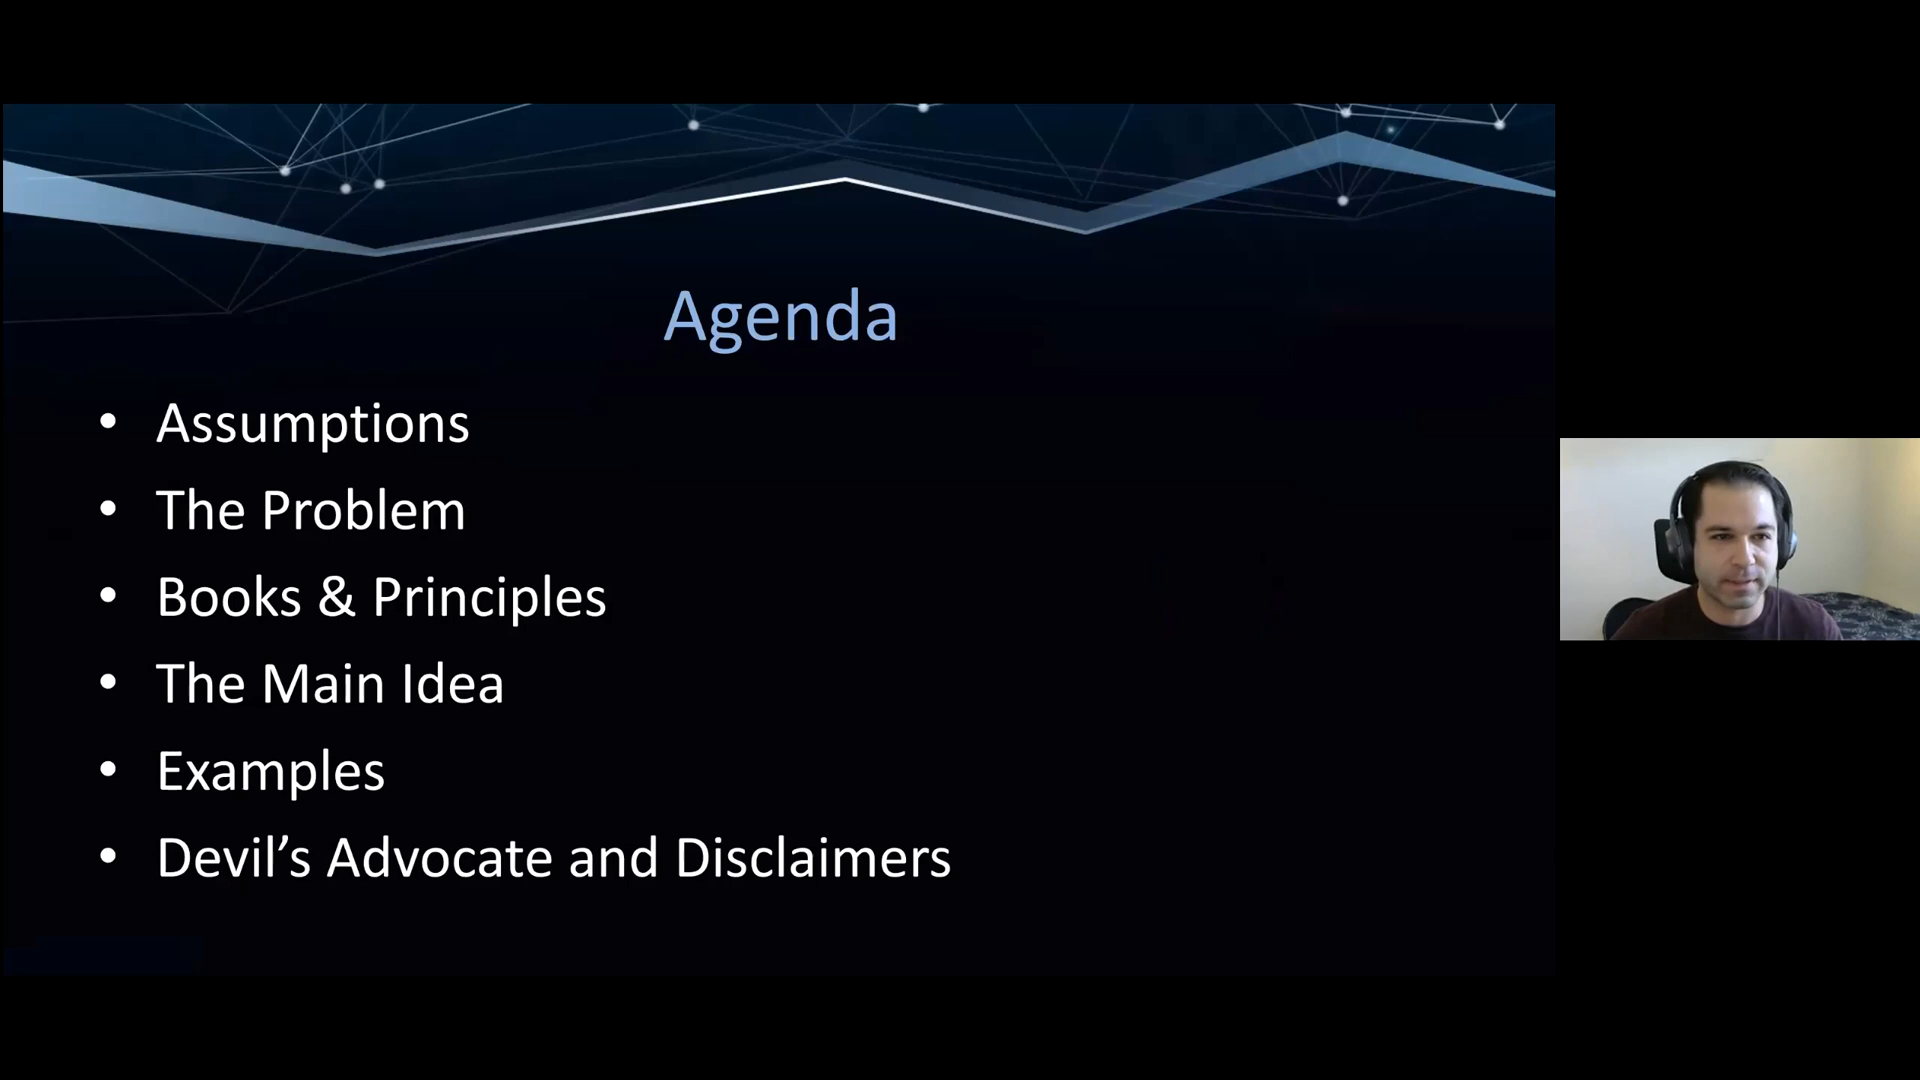 Agenda
• Assumptions
• The Problem
• Books & Principles
• The Main Idea
• Examples
• Devil’s Advocate and Disclaimers